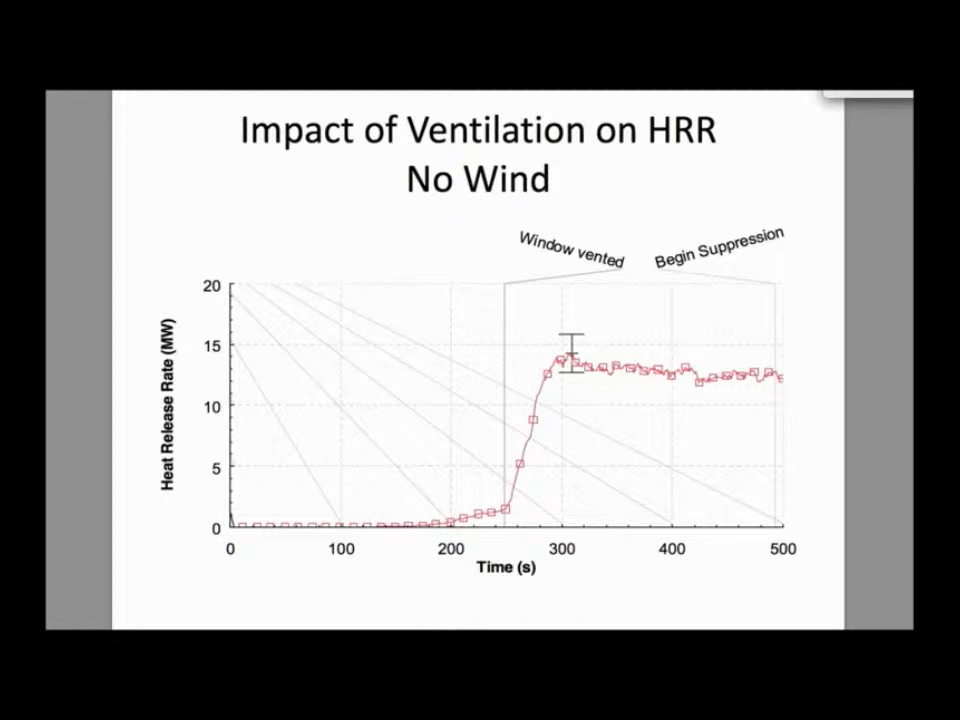 Impact of Ventilation on HRR
No Wind
Window vented
Begin Suppression
20
15
10
5
0
Heat Release Rate (MW)
0 100 200 300 400 500
Time (s)